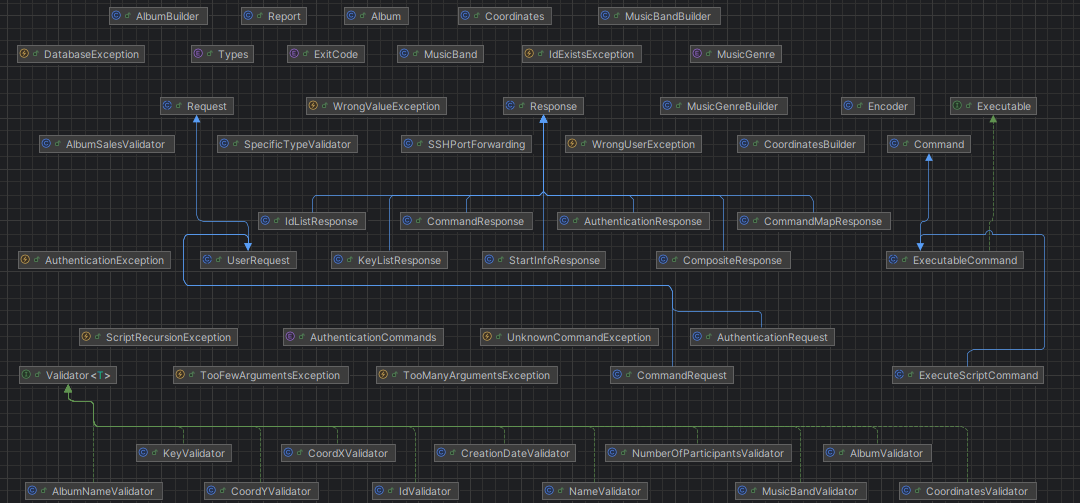 AlbumBuilder Report Album Coordinates MusicBandBuilder
DatabaseException Types ExitCode MusicBand IdExistsException MusicGenre
Request WrongValueException Response MusicGenreBuilder Encoder Executable
AlbumSalesValidator SpecificTypeValidator SSHPortForwarding WrongUserException CoordinatesBuilder Command
IdListResponse CommandResponse AuthenticationResponse CommandMapResponse
AuthenticationException UserRequest KeyListResponse StartInfoResponse CompositeResponse ExecutableCommand
ScriptRecursionException AuthenticationCommands UnknownCommandException AuthenticationRequest
Validator<T> TooFewArgumentsException TooManyArgumentsException CommandRequest ExecuteScriptCommand
KeyValidator CoordXValidator CreationDateValidator NumberOfParticipantsValidator AlbumValidator
AlbumNameValidator CoordYValidator IdValidator NameValidator MusicBandValidator CoordinatesValidator